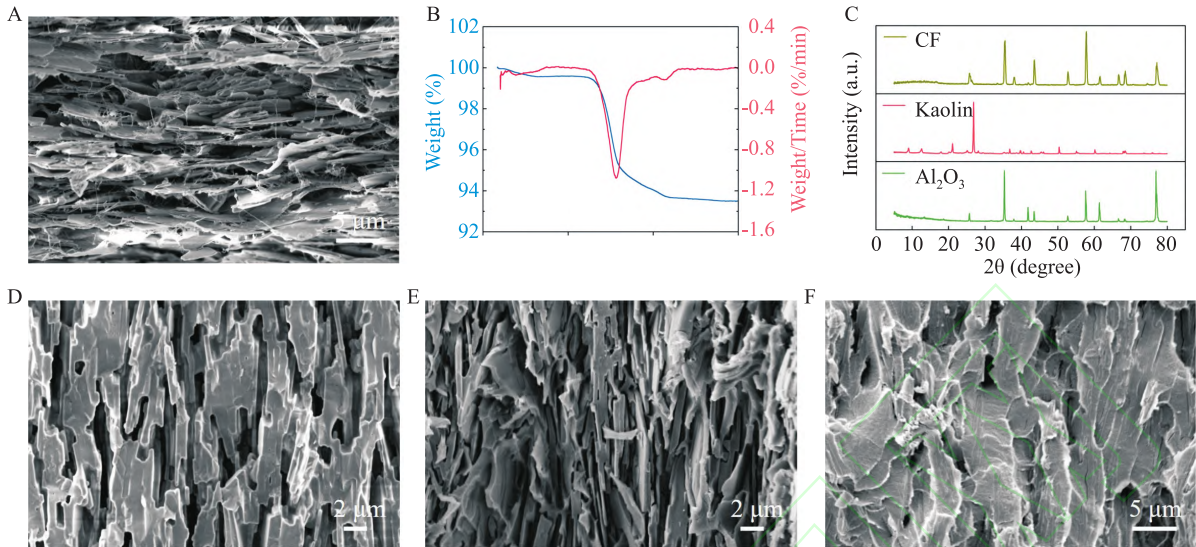 A
5 μm
B
Weight (%)
102
100
98
96
94
92
0.4
0.0
-0.4
-0.8
-1.2
-1.6
Weight/Time (%/min)
C
Intensity (a.u.)
CF
Kaolin
Al₂O₃
0 10 20 30 40 50 60 70 80
2θ (degree)
D
2 μm
E
2 μm
F
5 μm